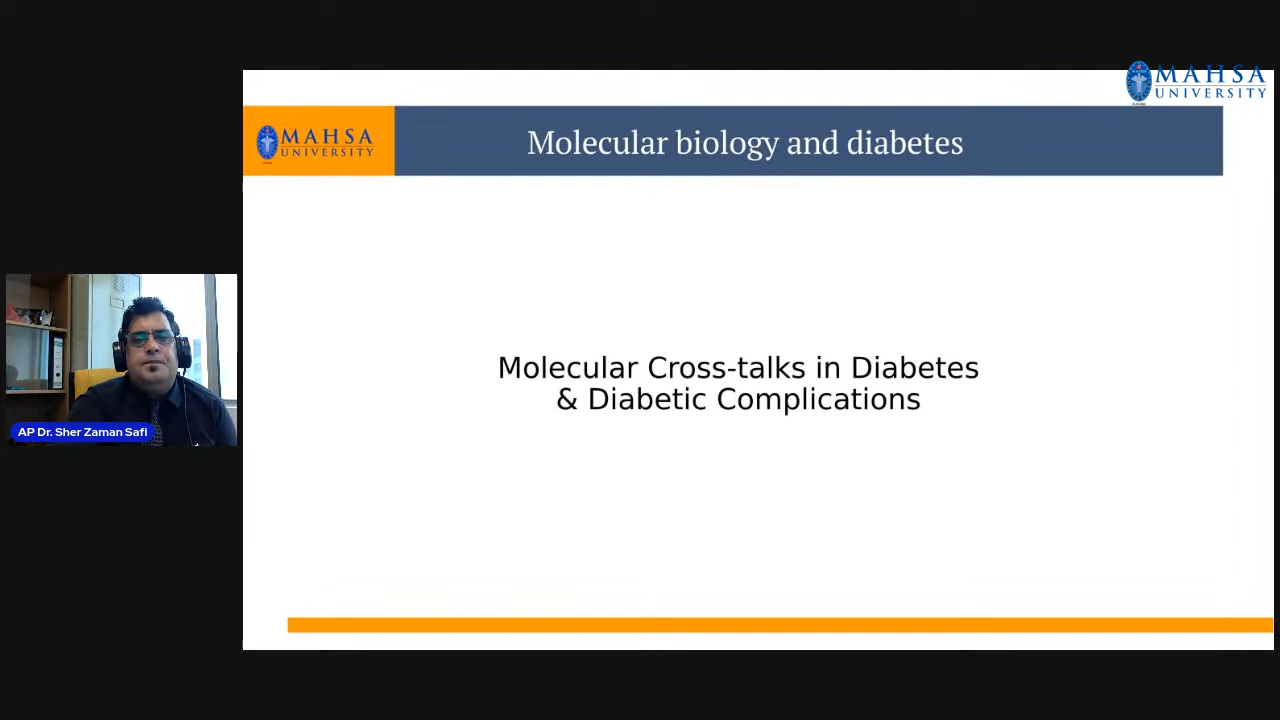 MAHSA
UNIVERSITY
MAHSA
UNIVERSITY
Molecular biology and diabetes
Molecular Cross-talks in Diabetes
& Diabetic Complications
AP Dr. Sher Zaman Safi